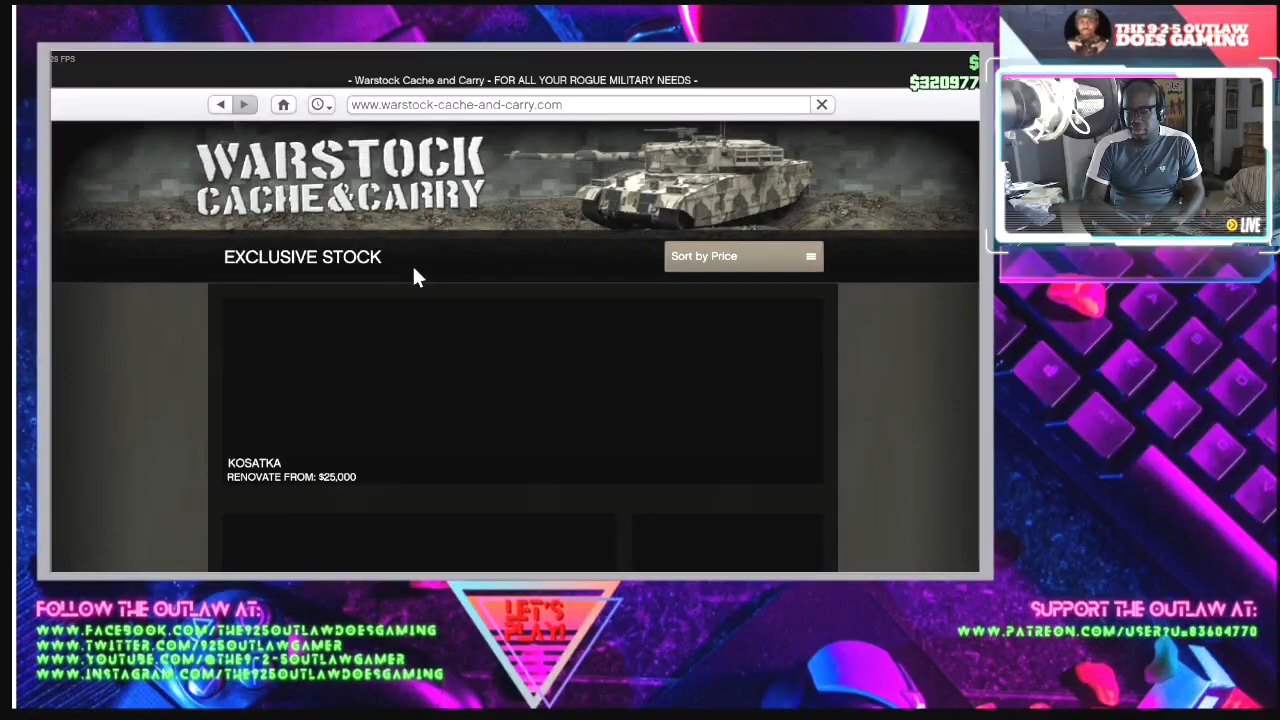 THE 9-2-5 OUTLAW
DOES GAMING
29 FPS
- Warstock Cache and Carry - FOR ALL YOUR ROGUE MILITARY NEEDS -
$
$320977
www.warstock-cache-and-carry.com
WARSTOCK
CACHE&CARRY
LIVE
EXCLUSIVE STOCK
Sort by Price
KOSATKA
RENOVATE FROM: $25,000
FOLLOW THE OUTLAW AT:
WWW.FACEBOOK.COM/THE925OUTLAWDOESGAMING
WWW.TWITTER.COM/925OUTLAWGAMER
WWW.YOUTUBE.COM/@THE9-2-5OUTLAWGAMER
WWW.INSTAGRAM.COM/THE925OUTLAWDOESGAMING
LET'S
PLAY!
SUPPORT THE OUTLAW AT:
WWW.PATREON.COM/USER?U=83604770